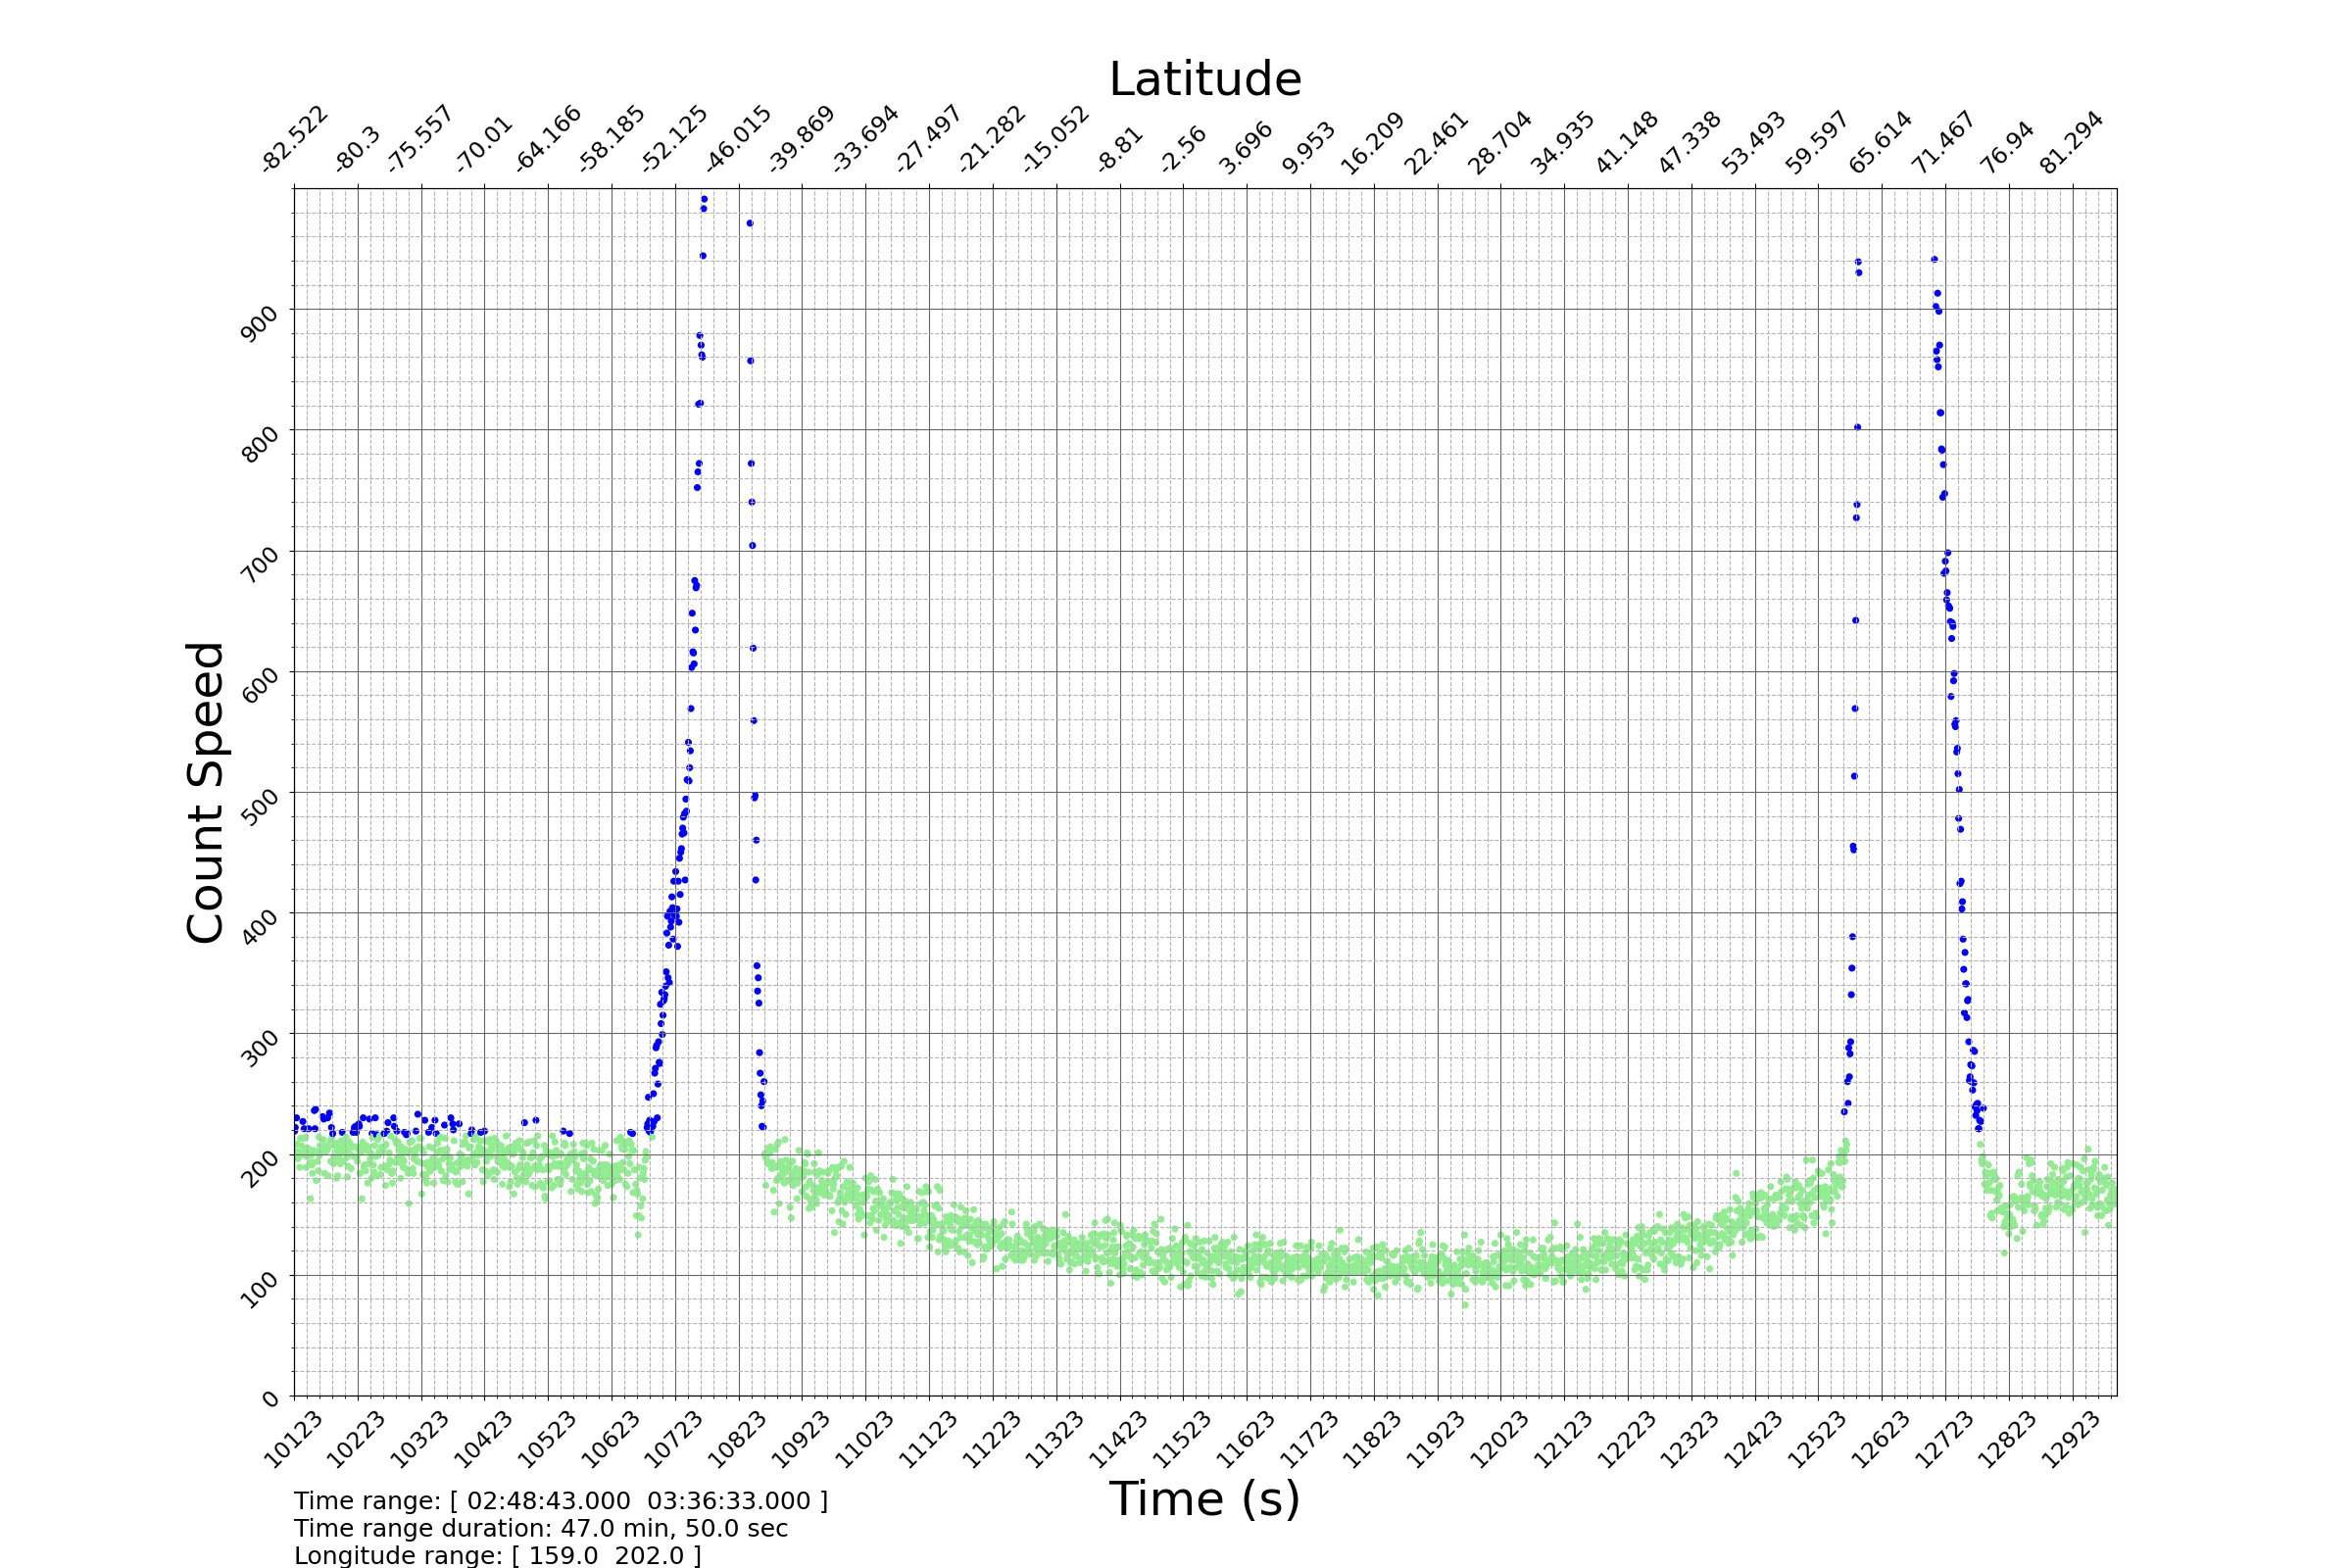 Latitude
-82.522 -80.3 -75.557 -70.01 -64.166 -58.185 -52.125 -46.015 -39.869 -33.694 -27.497 -21.282 -15.052 -8.81 -2.56 3.696 9.953 16.209 22.461 28.704 34.935 41.148 47.338 53.493 59.597 65.614 71.467 76.94 81.294
900
800
700
600
500
400
300
200
100
0
Count Speed
10123 10223 10323 10423 10523 10623 10723 10823 10923 11023 11123 11223 11323 11423 11523 11623 11723 11823 11923 12023 12123 12223 12323 12423 12523 12623 12723 12823 12923
Time (s)
Time range: [ 02:48:43.000 03:36:33.000 ]
Time range duration: 47.0 min, 50.0 sec
Longitude range: [ 159.0 202.0 ]